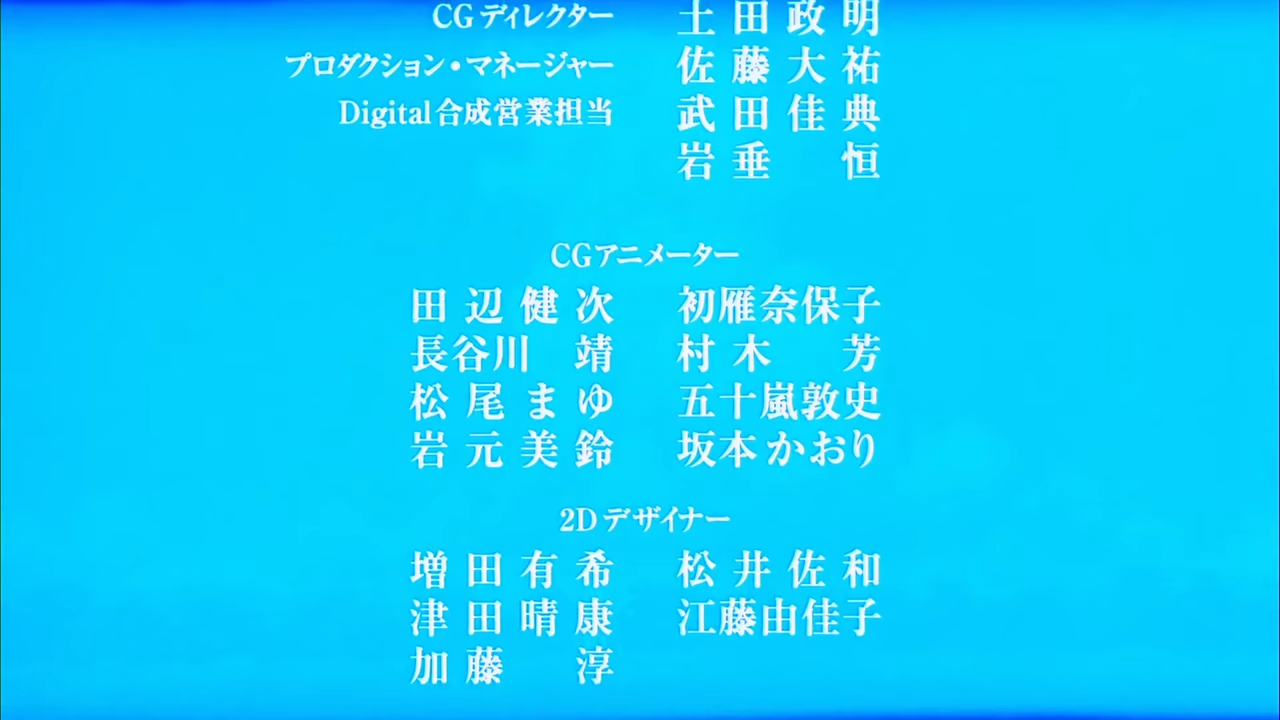 CGディレクター 土田政明
プロダクション・マネージャー 佐藤大祐
Digital合成営業担当 武田佳典
岩垂 恒
CGアニメーター
田辺健次 初雁奈保子
長谷川 靖 村木 芳
松尾まゆ 五十嵐敦史
岩元美鈴 坂本かおり
2Dデザイナー
増田有希 松井佐和
津田晴康 江藤由佳子
加藤 淳